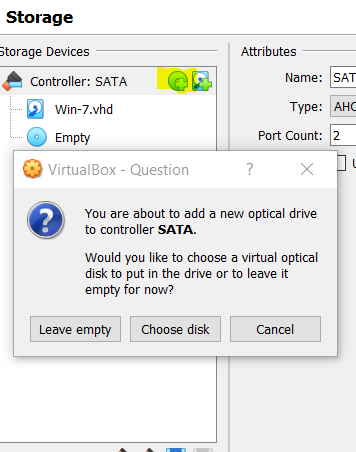 Storage
Storage Devices
Attributes
Controller: SATA
Name: SAT
Win-7.vhd
Type: AHC
Empty
Port Count: 2
VirtualBox - Question
You are about to add a new optical drive
to controller SATA.
Would you like to choose a virtual optical
disk to put in the drive or to leave it
empty for now?
Leave empty
Choose disk
Cancel